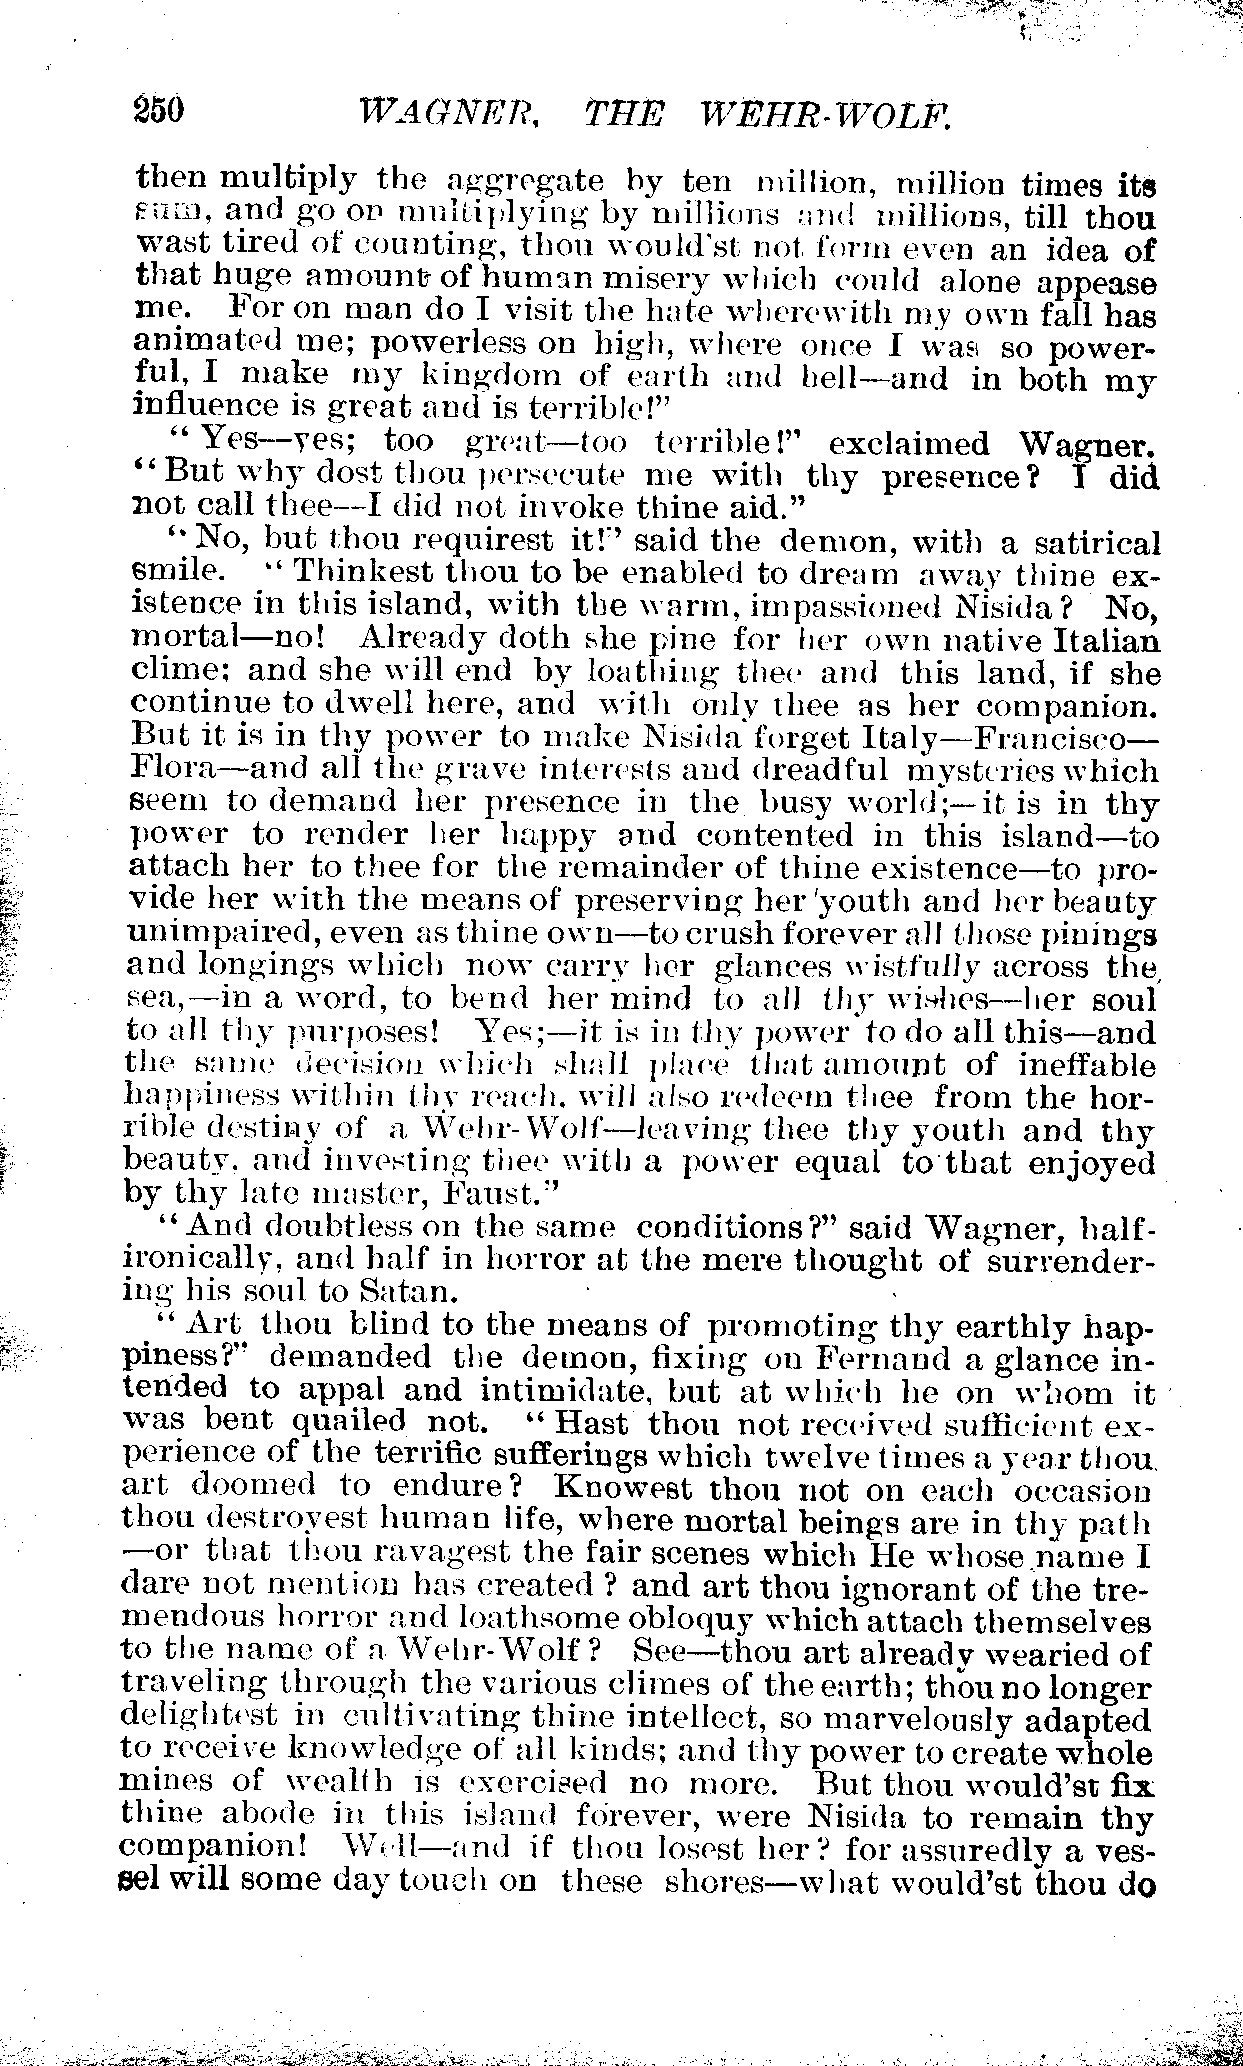 250 WAGNER, THE WEHR-WOLF.
then multiply the aggregate by ten million, million times its
sum, and go on multiplying by millions and millions, till thou
wast tired of counting, thou would'st not form even an idea of
that huge amount of human misery which could alone appease
me. For on man do I visit the hate wherewith my own fall has
animated me; powerless on high, where once I was so power-
ful, I make my kingdom of earth and hell—and in both my
influence is great and is terrible!"
"Yes—yes; too great—too terrible!" exclaimed Wagner.
"But why dost thou persecute me with thy presence? I did
not call thee—I did not invoke thine aid."
"No, but thou requirest it!" said the demon, with a satirical
smile. "Thinkest thou to be enabled to dream away thine ex-
istence in this island, with the warm, impassioned Nisida? No,
mortal—no! Already doth she pine for her own native Italian
clime; and she will end by loathing thee and this land, if she
continue to dwell here, and with only thee as her companion.
But it is in thy power to make Nisida forget Italy—Francisco—
Flora—and all the grave interests and dreadful mysteries which
seem to demand her presence in the busy world;—it is in thy
power to render her happy and contented in this island—to
attach her to thee for the remainder of thine existence—to pro-
vide her with the means of preserving her youth and her beauty
unimpaired, even as thine own—to crush forever all those pinings
and longings which now carry her glances wistfully across the
sea,—in a word, to bend her mind to all thy wishes—her soul
to all thy purposes! Yes;—it is in thy power to do all this—and
the same decision which shall place that amount of ineffable
happiness within thy reach, will also redeem thee from the hor-
rible destiny of a Wehr-Wolf—leaving thee thy youth and thy
beauty, and investing thee with a power equal to that enjoyed
by thy late master, Faust."
"And doubtless on the same conditions?" said Wagner, half-
ironically, and half in horror at the mere thought of surrender-
ing his soul to Satan.
"Art thou blind to the means of promoting thy earthly hap-
piness?" demanded the demon, fixing on Fernand a glance in-
tended to appal and intimidate, but at which he on whom it
was bent quailed not. "Hast thou not received sufficient ex-
perience of the terrific sufferings which twelve times a year thou
art doomed to endure? Knowest thou not on each occasion
thou destroyest human life, where mortal beings are in thy path
—or that thou ravagest the fair scenes which He whose name I
dare not mention has created? and art thou ignorant of the tre-
mendous horror and loathsome obloquy which attach themselves
to the name of a Wehr-Wolf? See—thou art already wearied of
traveling through the various climes of the earth; thou no longer
delightest in cultivating thine intellect, so marvelously adapted
to receive knowledge of all kinds; and thy power to create whole
mines of wealth is exercised no more. But thou would'st fix
thine abode in this island forever, were Nisida to remain thy
companion! Well—and if thou losest her? for assuredly a ves-
sel will some day touch on these shores—what would'st thou do